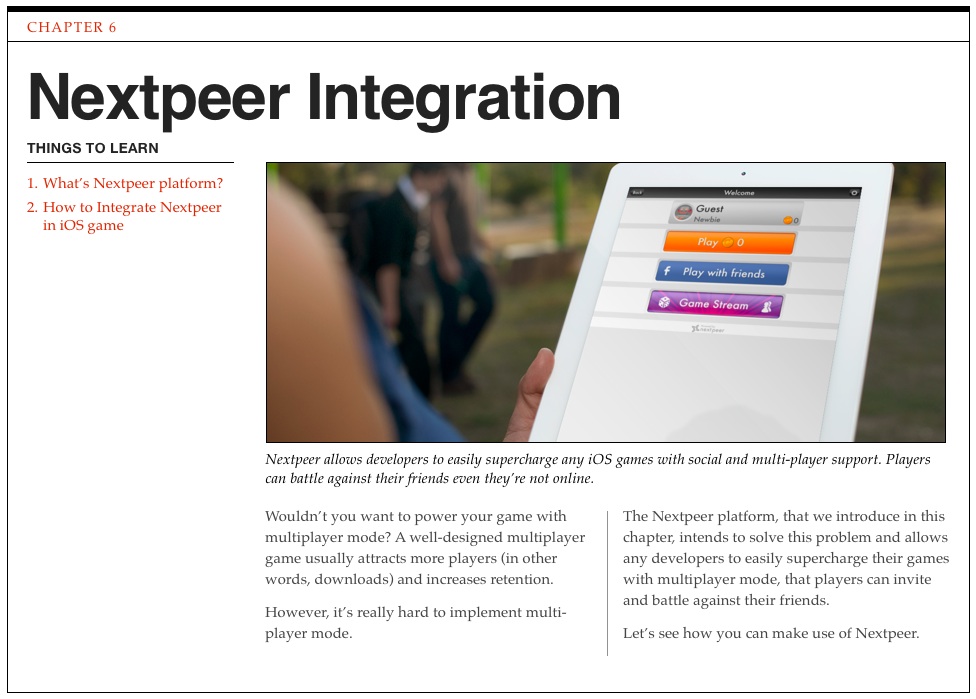 CHAPTER 6
Nextpeer Integration
THINGS TO LEARN
1. What's Nextpeer platform?
2. How to Integrate Nextpeer
in iOS game
Back
Welcome
Guest
Newbie
0
Play 0
f Play with friends
Game Stream
nextpeer
Nextpeer allows developers to easily supercharge any iOS games with social and multi-player support. Players
can battle against their friends even they're not online.
Wouldn't you want to power your game with
multiplayer mode? A well-designed multiplayer
game usually attracts more players (in other
words, downloads) and increases retention.
However, it's really hard to implement multi-
player mode.
The Nextpeer platform, that we introduce in this
chapter, intends to solve this problem and allows
any developers to easily supercharge their games
with multiplayer mode, that players can invite
and battle against their friends.
Let's see how you can make use of Nextpeer.